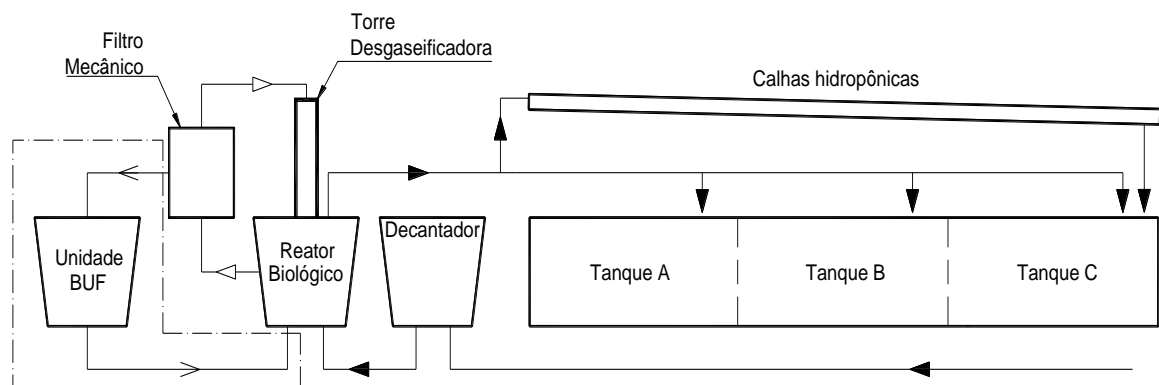 Torre
Desgaseificadora
Filtro
Mecânico
Calhas hidropônicas
Unidade
BUF
Reator
Biológico
Decantador
Tanque A
Tanque B
Tanque C